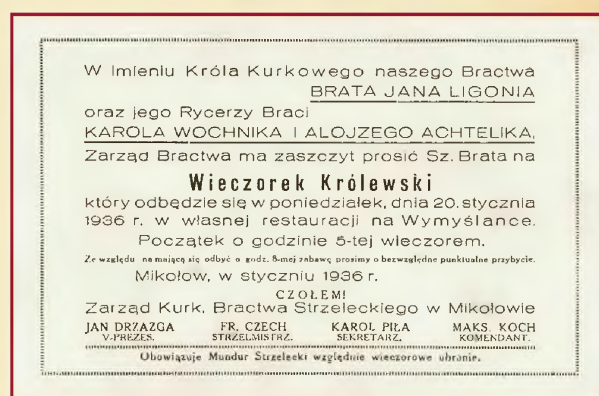 W imieniu Króla Kurkowego naszego Bractwa
BRATA JANA LIGONIA
oraz jego Rycerzy Braci
KAROLA WOCHNIKA I ALOJZEGO ACHTELIKA,
Zarząd Bractwa ma zaszczyt prosić Sz. Brata na
Wieczorek Królewski
który odbędzie się w poniedziałek, dnia 20. stycznia
1936 r. w własnej restauracji na Wymyślance.
Początek o godzinie 5-tej wieczorem.
Ze względu na mającą się odbyć o godz. 8-mej zabawę prosimy o bezwzględne punktualne przybycie.
Mikołow, w styczniu 1936 r.
CZOŁEM!
Zarząd Kurk. Bractwa Strzeleckiego w Mikołowie
JAN DRZAZGA FR. CZECH KAROL PIŁA MAKS. KOCH
V-PREZES. STRZELMISTRZ. SEKRETARZ. KOMENDANT.
Obowiązuje Mundur Strzelecki względnie wieczorowe ubranie.